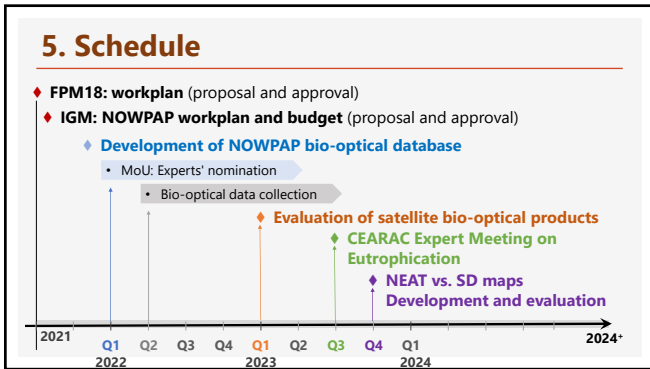 5. Schedule
♦ FPM18: workplan (proposal and approval)
♦ IGM: NOWPAP workplan and budget (proposal and approval)
♦ Development of NOWPAP bio-optical database
• MoU: Experts' nomination
• Bio-optical data collection
♦ Evaluation of satellite bio-optical products
♦ CEARAC Expert Meeting on
Eutrophication
♦ NEAT vs. SD maps
Development and evaluation
2021
2024+
Q1 Q2 Q3 Q4 Q1 Q2 Q3 Q4 Q1
2022 2023 2024